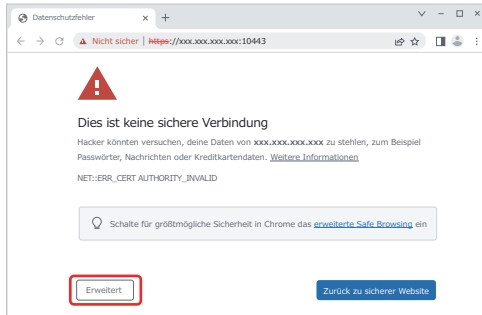 Datenschutzfehler
Nicht sicher | https://xxx.xxx.xxx.xxx:10443
Dies ist keine sichere Verbindung
Hacker könnten versuchen, deine Daten von xxx.xxx.xxx.xxx zu stehlen, zum Beispiel
Passwörter, Nachrichten oder Kreditkartendaten. Weitere Informationen
NET::ERR_CERT AUTHORITY_INVALID
Schalte für größtmögliche Sicherheit in Chrome das erweiterte Safe Browsing ein
Erweitert
Zurück zu sicherer Website